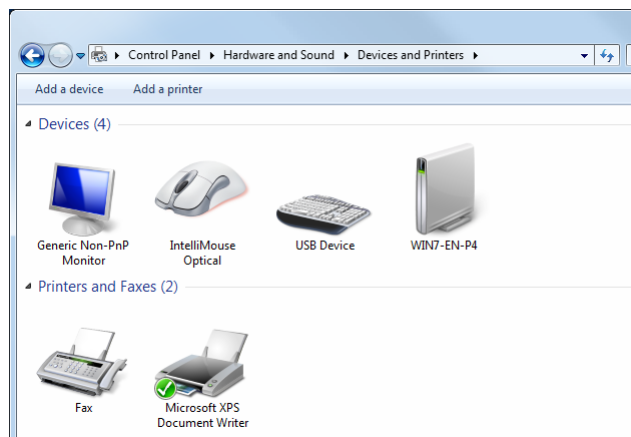 Control Panel ▸ Hardware and Sound ▸ Devices and Printers ▸
Add a device Add a printer
Devices (4)
Generic Non-PnP
Monitor
IntelliMouse
Optical
USB Device
WIN7-EN-P4
Printers and Faxes (2)
Fax
Microsoft XPS
Document Writer